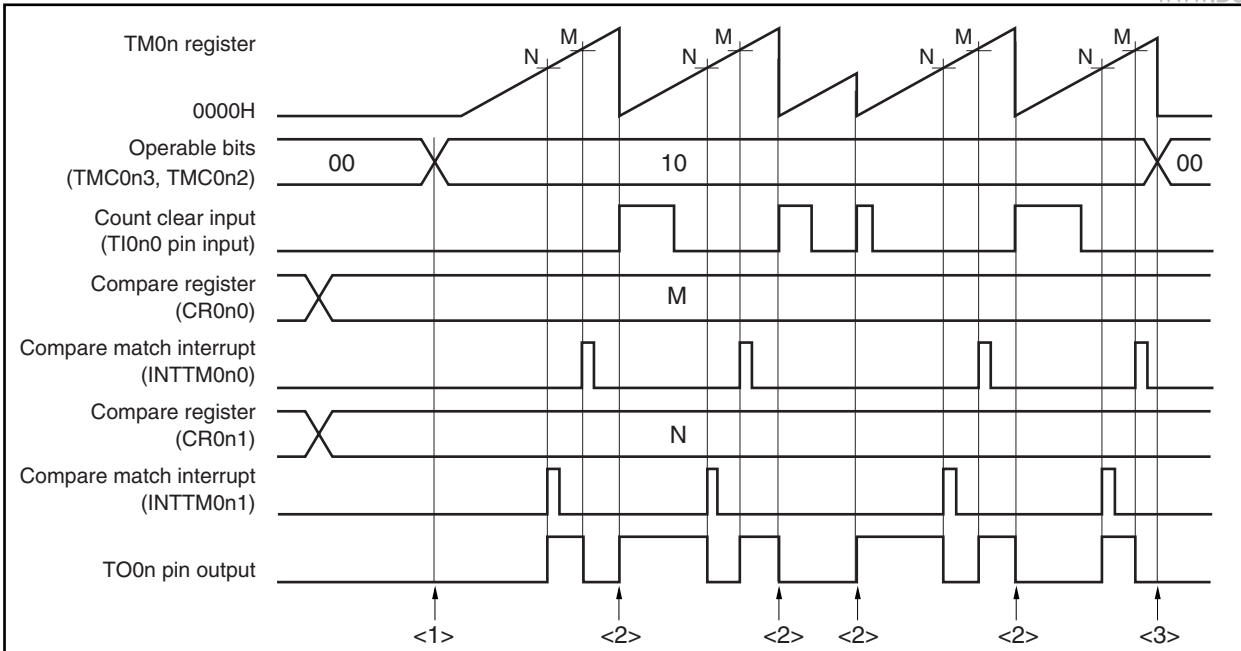 TM0n register
N M N M N M N M
0000H
Operable bits
(TMC0n3, TMC0n2)
00 10 00
Count clear input
(TI0n0 pin input)
Compare register
(CR0n0)
M
Compare match interrupt
(INTTM0n0)
Compare register
(CR0n1)
N
Compare match interrupt
(INTTM0n1)
TO0n pin output
<1> <2> <2> <2> <2> <3>